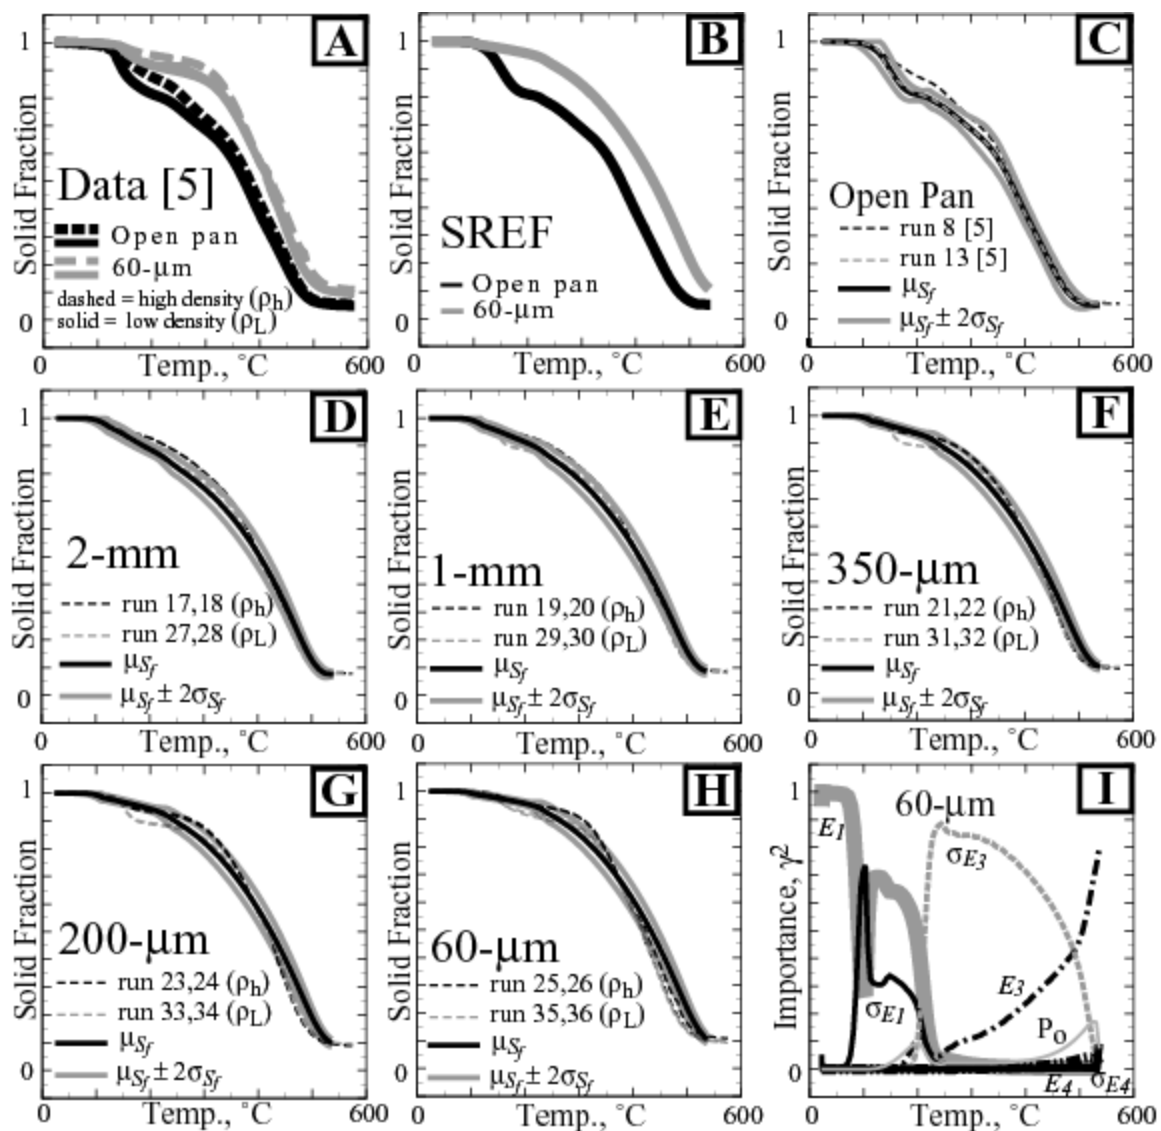 A
1
Solid Fraction
Data [5]
Open pan
60-μm
dashed = high density (ρh)
solid = low density (ρL)
0
0
Temp., °C
600
B
1
Solid Fraction
SREF
Open pan
60-μm
0
0
Temp., °C
600
C
1
Solid Fraction
Open Pan
run 8 [5]
run 13 [5]
μSf
μSf ± 2σSf
0
0
Temp., °C
600
D
1
Solid Fraction
2-mm
run 17,18 (ρh)
run 27,28 (ρL)
μSf
μSf ± 2σSf
0
0
Temp., °C
600
E
1
Solid Fraction
1-mm
run 19,20 (ρh)
run 29,30 (ρL)
μSf
μSf ± 2σSf
0
0
Temp., °C
600
F
1
Solid Fraction
350-μm
run 21,22 (ρh)
run 31,32 (ρL)
μSf
μSf ± 2σSf
0
0
Temp., °C
600
G
1
Solid Fraction
200-μm
run 23,24 (ρh)
run 33,34 (ρL)
μSf
μSf ± 2σSf
0
0
Temp., °C
600
H
1
Solid Fraction
60-μm
run 25,26 (ρh)
run 35,36 (ρL)
μSf
μSf ± 2σSf
0
0
Temp., °C
600
I
1
Importance, γ²
60-μm
E1
σE3
σE1
E3
Po
E4
σE4
0
0
Temp., °C
600